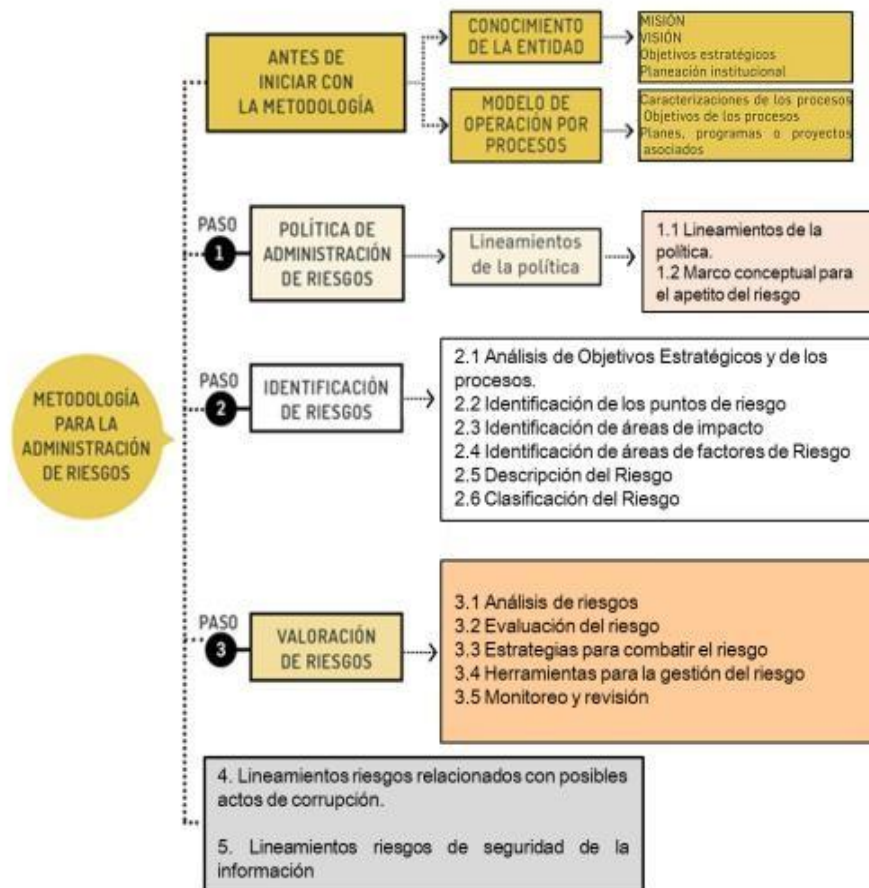 ANTES DE
INICIAR CON
LA METODOLOGÍA
CONOCIMIENTO
DE LA ENTIDAD
MISIÓN
VISIÓN
Objetivos estratégicos
Planeación institucional
MODELO DE
OPERACIÓN POR
PROCESOS
Caracterizaciones de los procesos
Objetivos de los procesos
Planes, programas o proyectos
asociados
PASO
1
POLÍTICA DE
ADMINISTRACIÓN
DE RIESGOS
Lineamientos
de la política
1.1 Lineamientos de la
política.
1.2 Marco conceptual para
el apetito del riesgo
METODOLOGÍA
PARA LA
ADMINISTRACIÓN
DE RIESGOS
PASO
2
IDENTIFICACIÓN
DE RIESGOS
2.1 Análisis de Objetivos Estratégicos y de los
procesos.
2.2 Identificación de los puntos de riesgo
2.3 Identificación de áreas de impacto
2.4 Identificación de áreas de factores de Riesgo
2.5 Descripción del Riesgo
2.6 Clasificación del Riesgo
PASO
3
VALORACIÓN
DE RIESGOS
3.1 Análisis de riesgos
3.2 Evaluación del riesgo
3.3 Estrategias para combatir el riesgo
3.4 Herramientas para la gestión del riesgo
3.5 Monitoreo y revisión
4. Lineamientos riesgos relacionados con posibles
actos de corrupción.
5. Lineamientos riesgos de seguridad de la
información